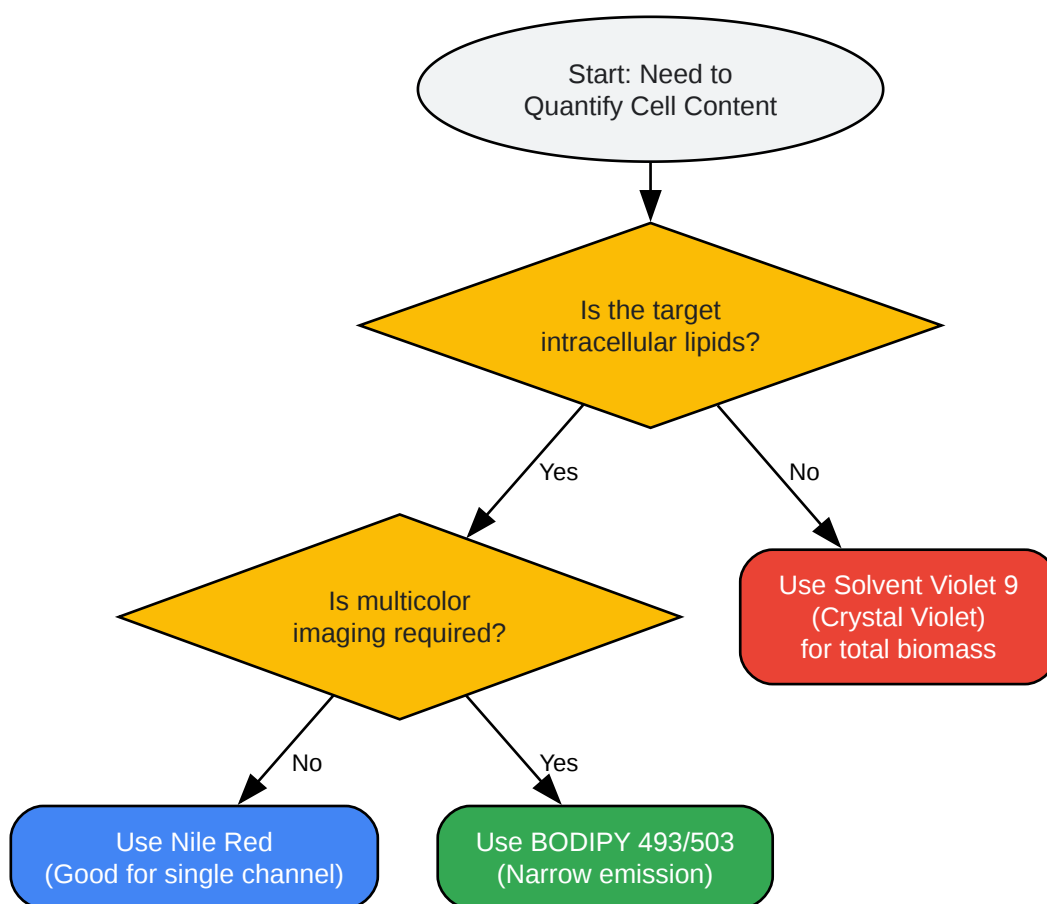 Start: Need to
Quantify Cell Content
Is the target
intracellular lipids?
Yes
No
Is multicolor
imaging required?
Use Solvent Violet 9
(Crystal Violet)
for total biomass
No
Yes
Use Nile Red
(Good for single channel)
Use BODIPY 493/503
(Narrow emission)